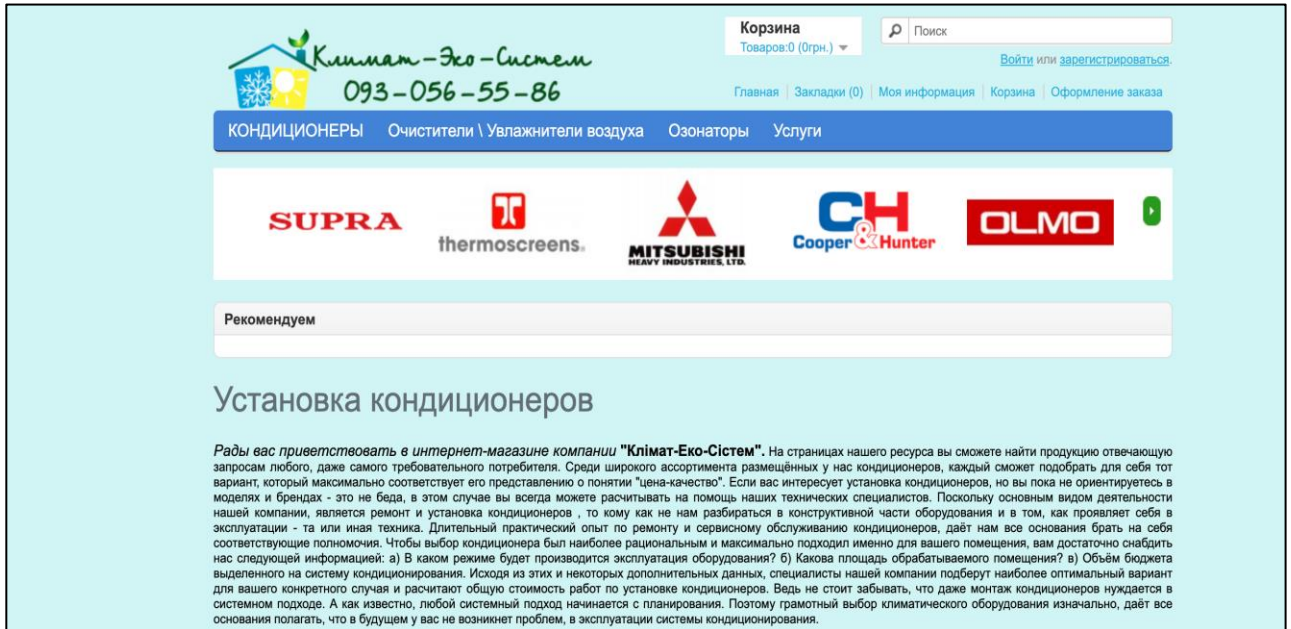 Климат-Эко-Систем
093-056-55-86
Корзина
Товаров:0 (0грн.)
Поиск
Войти или зарегистрироваться.
Главная Закладки (0) Моя информация Корзина Оформление заказа
КОНДИЦИОНЕРЫ Очистители \ Увлажнители воздуха Озонаторы Услуги
SUPRA
thermoscreens.
MITSUBISHI
HEAVY INDUSTRIES, LTD.
CH
Cooper & Hunter
OLMO
Рекомендуем
Установка кондиционеров
Рады вас приветствовать в интернет-магазине компании "Клімат-Еко-Сістем". На страницах нашего ресурса вы сможете найти продукцию отвечающую
запросам любого, даже самого требовательного потребителя. Среди широкого ассортимента размещённых у нас кондиционеров, каждый сможет подобрать для себя тот
вариант, который максимально соответствует его представлению о понятии "цена-качество". Если вас интересует установка кондиционеров, но вы пока не ориентируетесь в
моделях и брендах - это не беда, в этом случае вы всегда можете расчитывать на помощь наших технических специалистов. Поскольку основным видом деятельности
нашей компании, является ремонт и установка кондиционеров , то кому как не нам разбираться в конструктивной части оборудования и в том, как проявляет себя в
эксплуатации - та или иная техника. Длительный практический опыт по ремонту и сервисному обслуживанию кондиционеров, даёт нам все основания брать на себя
соответствующие полномочия. Чтобы выбор кондиционера был наиболее рациональным и максимально подходил именно для вашего помещения, вам достаточно снабдить
нас следующей информацией: а) В каком режиме будет производится эксплуатация оборудования? б) Какова площадь обрабатываемого помещения? в) Объём бюджета
выделенного на систему кондиционирования. Исходя из этих и некоторых дополнительных данных, специалисты нашей компании подберут наиболее оптимальный вариант
для вашего конкретного случая и расчитают общую стоимость работ по установке кондиционеров. Ведь не стоит забывать, что даже монтаж кондиционеров нуждается в
системном подходе. А как известно, любой системный подход начинается с планирования. Поэтому грамотный выбор климатического оборудования изначально, даёт все
основания полагать, что в будущем у вас не возникнет проблем, в эксплуатации системы кондиционирования.